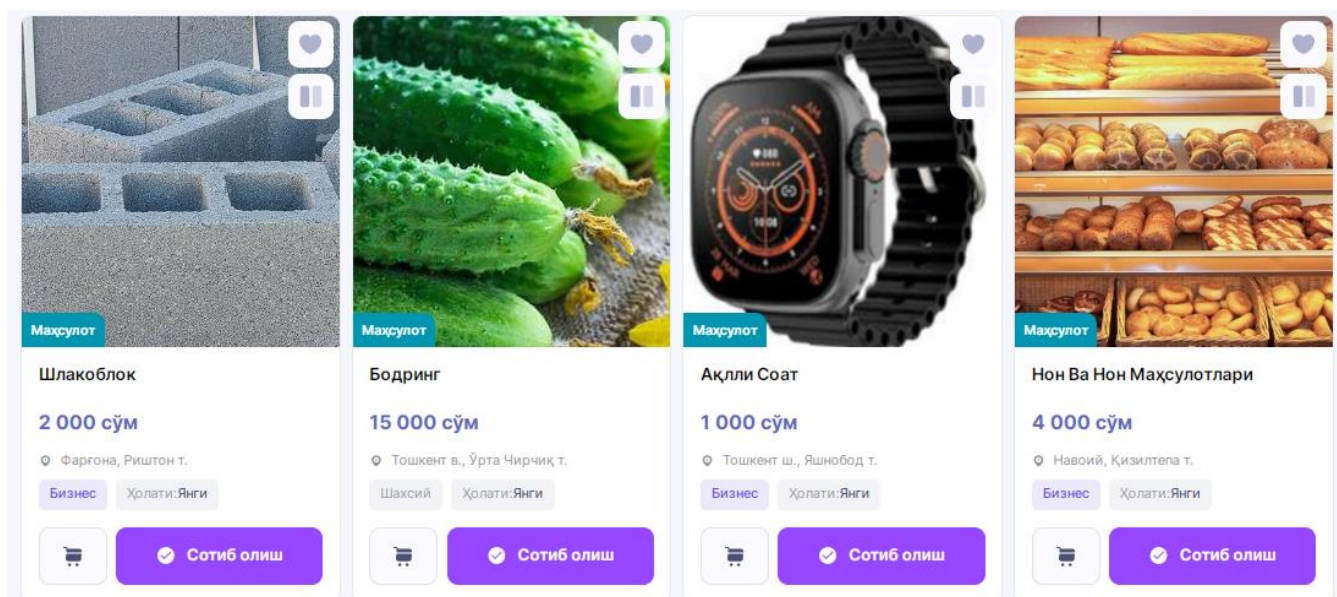 Маҳсулот
Шлакоблок
2 000 сўм
Фарғона, Риштон т.
Бизнес Ҳолати:Янги
Сотиб олиш
Маҳсулот
Бодринг
15 000 сўм
Тошкент в., Ўрта Чирчиқ т.
Шахсий Ҳолати:Янги
Сотиб олиш
Маҳсулот
Ақлли Соат
1 000 сўм
Тошкент ш., Яшнобод т.
Бизнес Ҳолати:Янги
Сотиб олиш
Маҳсулот
Нон Ва Нон Маҳсулотлари
4 000 сўм
Навоий, Қизилтепа т.
Бизнес Ҳолати:Янги
Сотиб олиш